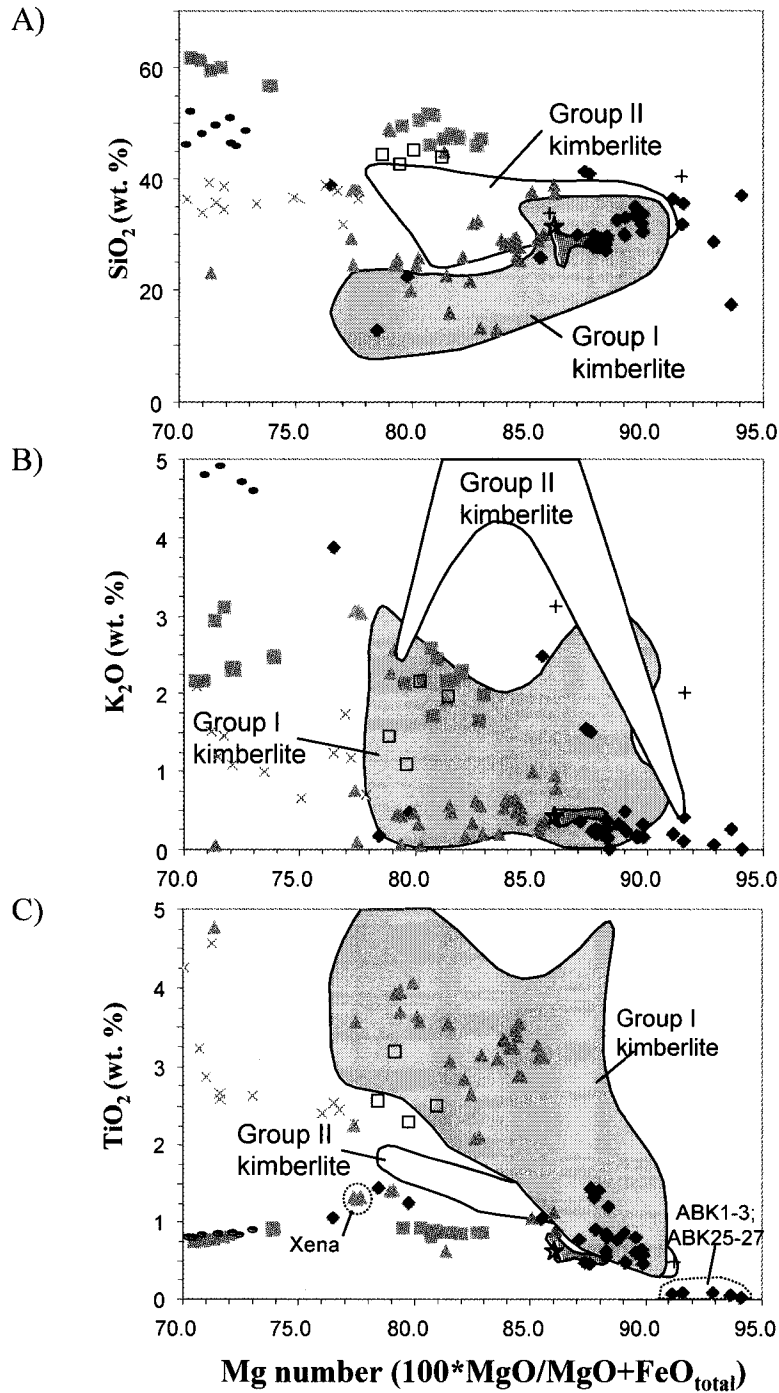 A)
60
40
20
0
SiO2 (wt. %)
Group II
kimberlite
Group I
kimberlite
70.0 75.0 80.0 85.0 90.0 95.0
B)
5
4
3
2
1
0
K2O (wt. %)
Group II
kimberlite
Group I
kimberlite
70.0 75.0 80.0 85.0 90.0 95.0
C)
5
4
3
2
1
0
TiO2 (wt. %)
Group I
kimberlite
Group II
kimberlite
Xena
ABK1-3;
ABK25-27
70.0 75.0 80.0 85.0 90.0 95.0
Mg number (100*MgO/MgO+FeOtotal)